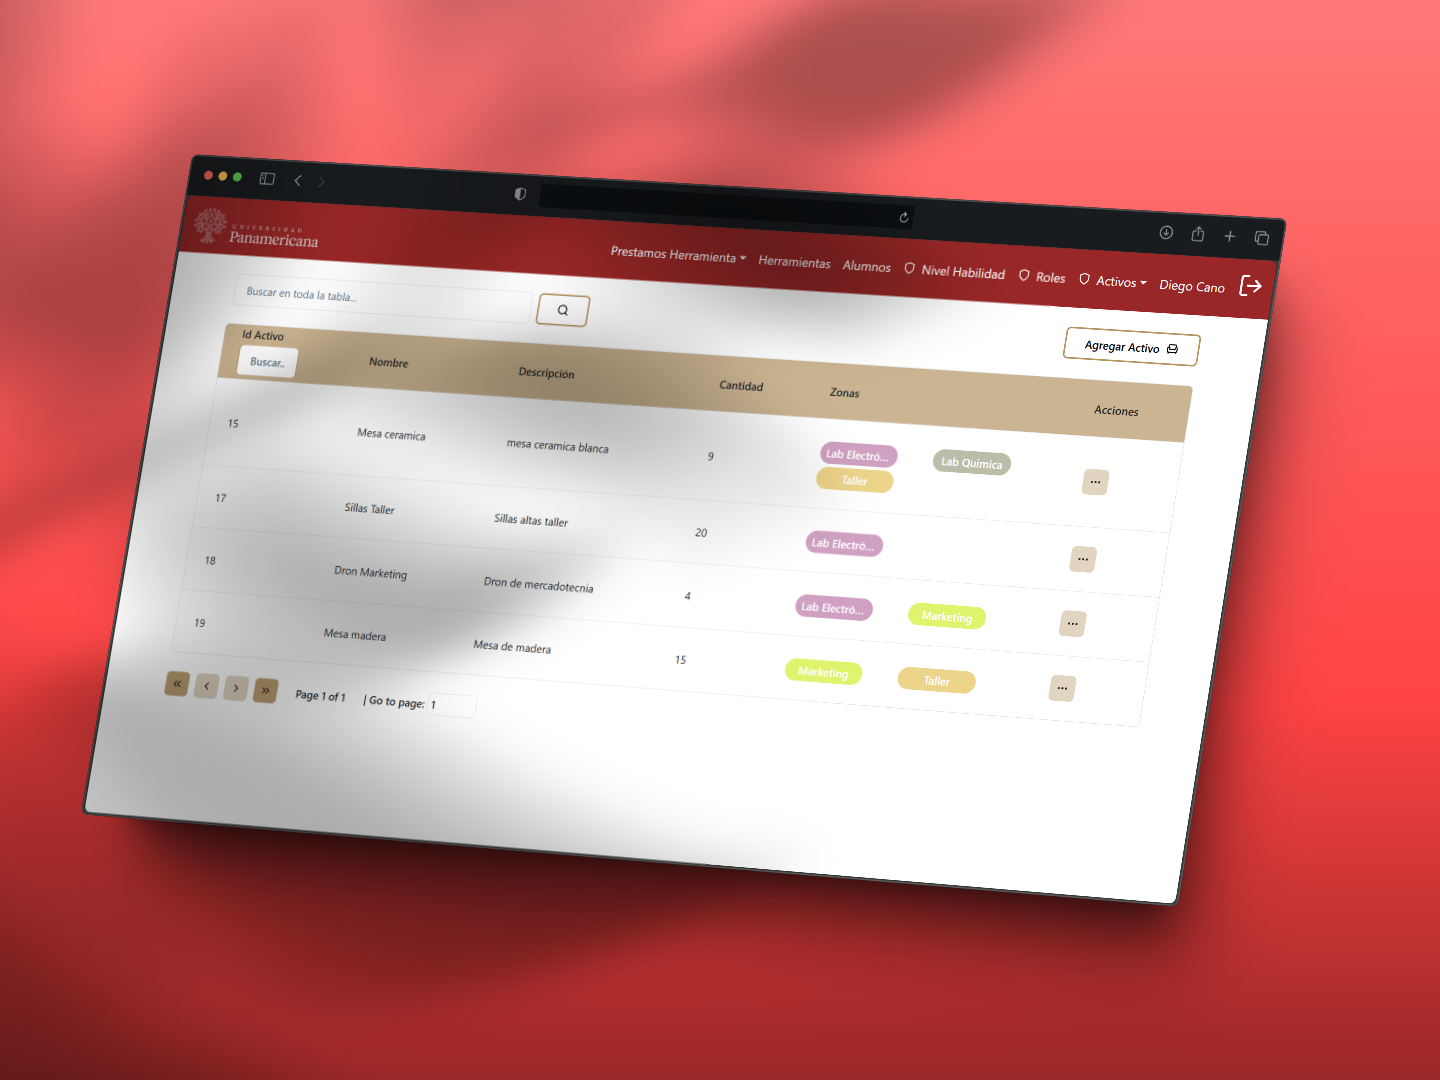 UNIVERSIDAD
Panamericana
Prestamos Herramienta
Herramientas
Alumnos
Nivel Habilidad
Roles
Activos
Diego Cano
Buscar en toda la tabla...
Agregar Activo
Id Activo
Buscar..
Nombre
Descripción
Cantidad
Zonas
Acciones
15
Mesa ceramica
mesa ceramica blanca
9
Lab Electró...
Lab Quimica
Taller
...
17
Sillas Taller
Sillas altas taller
20
Lab Electró...
...
18
Dron Marketing
Dron de mercadotecnia
4
Lab Electró...
Marketing
...
19
Mesa madera
Mesa de madera
15
Marketing
Taller
...
« ‹ › »
Page 1 of 1
| Go to page: 1